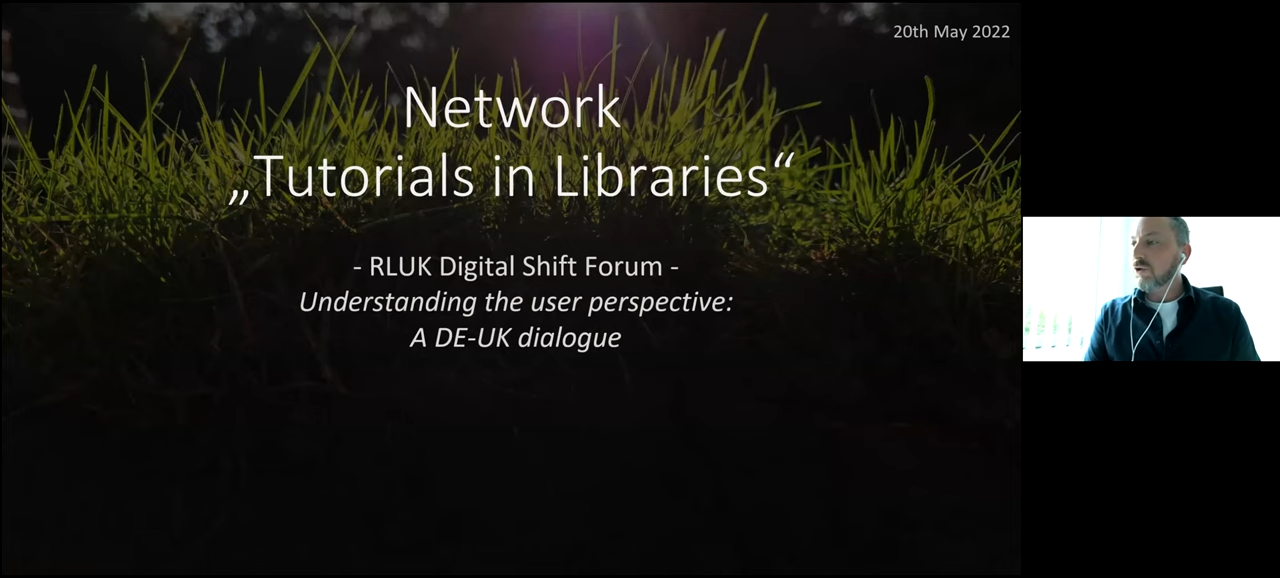 20th May 2022
Network
„Tutorials in Libraries“
- RLUK Digital Shift Forum -
Understanding the user perspective:
A DE-UK dialogue